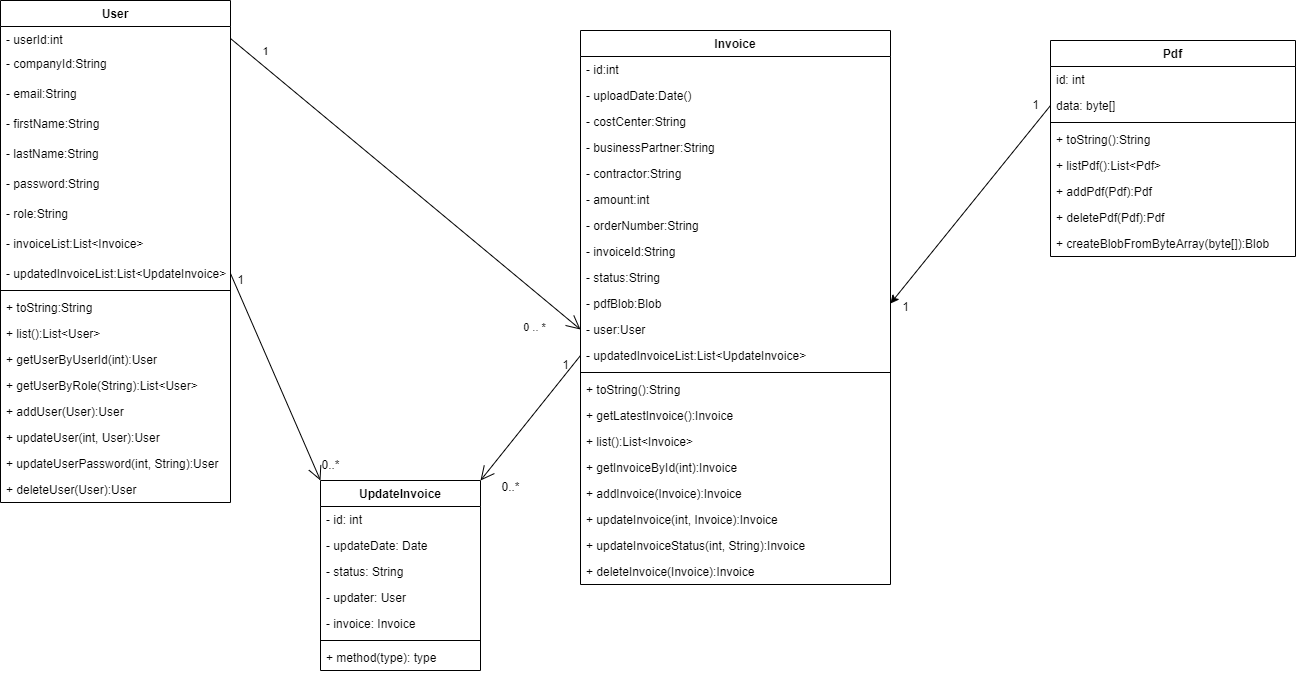 User
- userId:int
- companyId:String
- email:String
- firstName:String
- lastName:String
- password:String
- role:String
- invoiceList:List<Invoice>
- updatedInvoiceList:List<UpdateInvoice>
+ toString:String
+ list():List<User>
+ getUserByUserId(int):User
+ getUserByRole(String):List<User>
+ addUser(User):User
+ updateUser(int, User):User
+ updateUserPassword(int, String):User
+ deleteUser(User):User
1
0 .. *
1
0..*
Invoice
- id:int
- uploadDate:Date()
- costCenter:String
- businessPartner:String
- contractor:String
- amount:int
- orderNumber:String
- invoiceId:String
- status:String
- pdfBlob:Blob
- user:User
- updatedInvoiceList:List<UpdateInvoice>
+ toString():String
+ getLatestInvoice():Invoice
+ list():List<Invoice>
+ getInvoiceById(int):Invoice
+ addInvoice(Invoice):Invoice
+ updateInvoice(int, Invoice):Invoice
+ updateInvoiceStatus(int, String):Invoice
+ deleteInvoice(Invoice):Invoice
1
0..*
UpdateInvoice
- id: int
- updateDate: Date
- status: String
- updater: User
- invoice: Invoice
+ method(type): type
Pdf
id: int
data: byte[]
+ toString():String
+ listPdf():List<Pdf>
+ addPdf(Pdf):Pdf
+ deletePdf(Pdf):Pdf
+ createBlobFromByteArray(byte[]):Blob
1
1